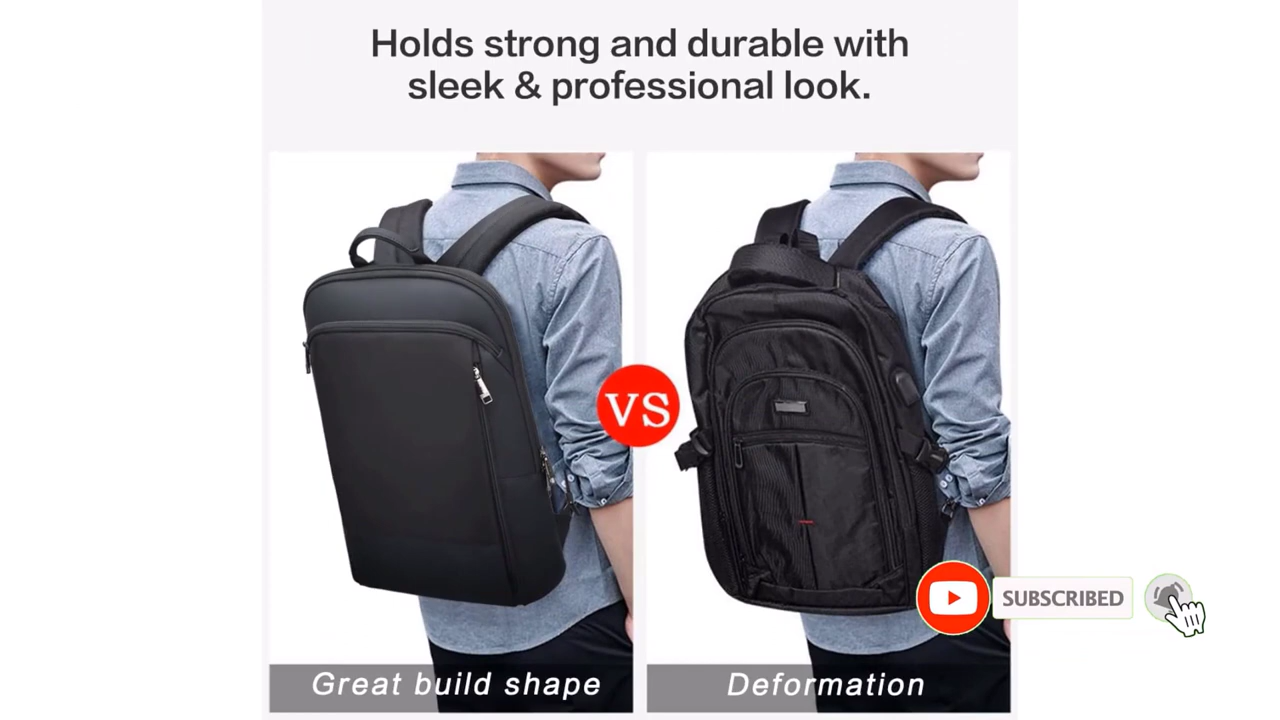 Holds strong and durable with
sleek & professional look.
VS
SUBSCRIBED
Great build shape
Deformation